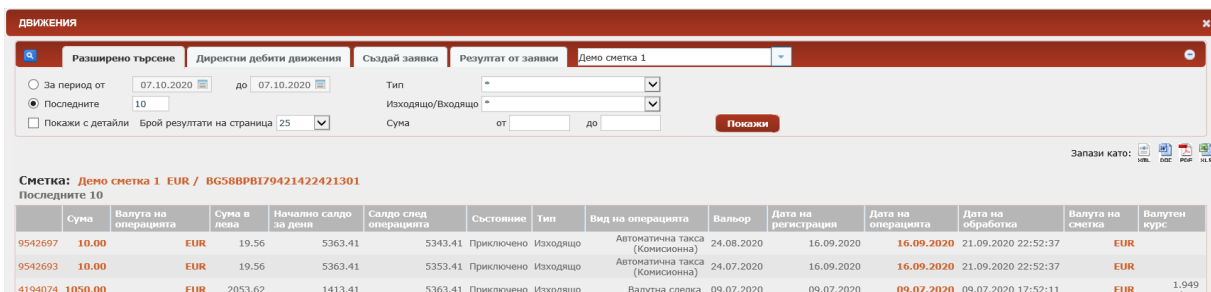 ДВИЖЕНИЯ
Разширено търсене Директни дебити движения Създай заявка Резултат от заявки Демо сметка 1
За период от 07.10.2020 до 07.10.2020 Тип *
Последните 10 Изходящо/Входящо *
Покажи с детайли Брой резултати на страница 25 Сума от до Покажи
Запази като: XML DOC PDF XLS
Сметка: Демо сметка 1 EUR / BG58BPBI79421422421301
Последните 10
Сума Валута на операцията Сума в лева Начално салдо за деня Салдо след операцията Състояние Тип Вид на операцията Вальор Дата на регистрация Дата на операцията Дата на обработка Валута на сметка Валутен курс
9542697 10.00 EUR 19.56 5363.41 5343.41 Приключено Изходящо Автоматична такса (Комисионна) 24.08.2020 16.09.2020 16.09.2020 21.09.2020 22:52:37 EUR
9542693 10.00 EUR 19.56 5363.41 5353.41 Приключено Изходящо Автоматична такса (Комисионна) 24.07.2020 16.09.2020 16.09.2020 21.09.2020 22:52:37 EUR
4194074 1050.00 EUR 2053.62 1413.41 5363.41 Приключено Изходящо Валутна сделка 09.07.2020 09.07.2020 09.07.2020 09.07.2020 17:52:11 EUR 1.949